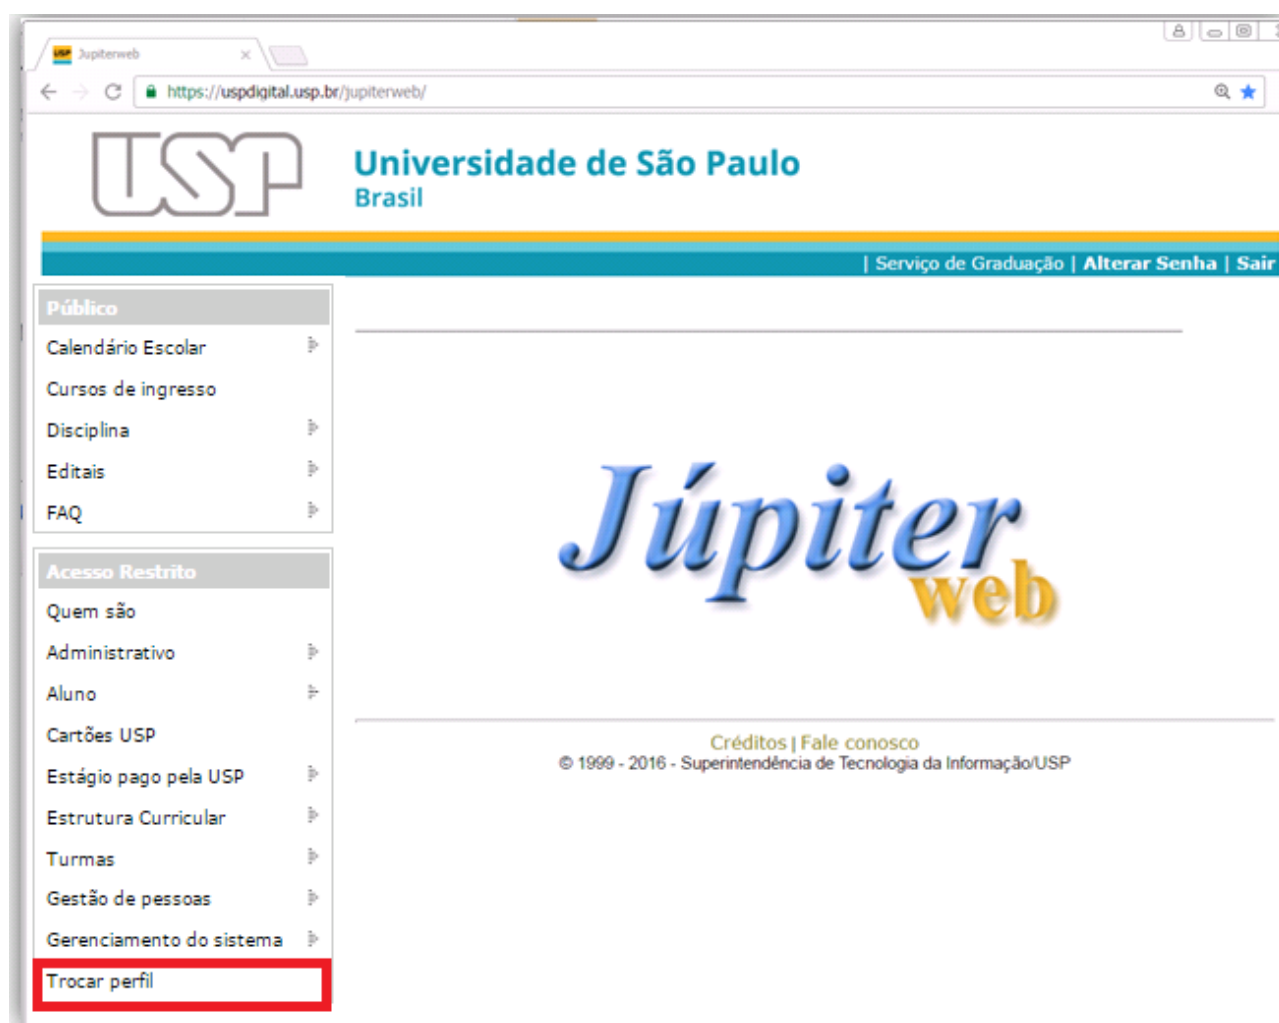 USP Jupiterweb
https://uspdigital.usp.br/jupiterweb/
USP
Universidade de São Paulo
Brasil
| Serviço de Graduação | Alterar Senha | Sair
Público
Calendário Escolar
Cursos de ingresso
Disciplina
Editais
FAQ
Acesso Restrito
Quem são
Administrativo
Aluno
Cartões USP
Estágio pago pela USP
Estrutura Curricular
Turmas
Gestão de pessoas
Gerenciamento do sistema
Trocar perfil
Júpiter
web
Créditos | Fale conosco
© 1999 - 2016 - Superintendência de Tecnologia da Informação/USP